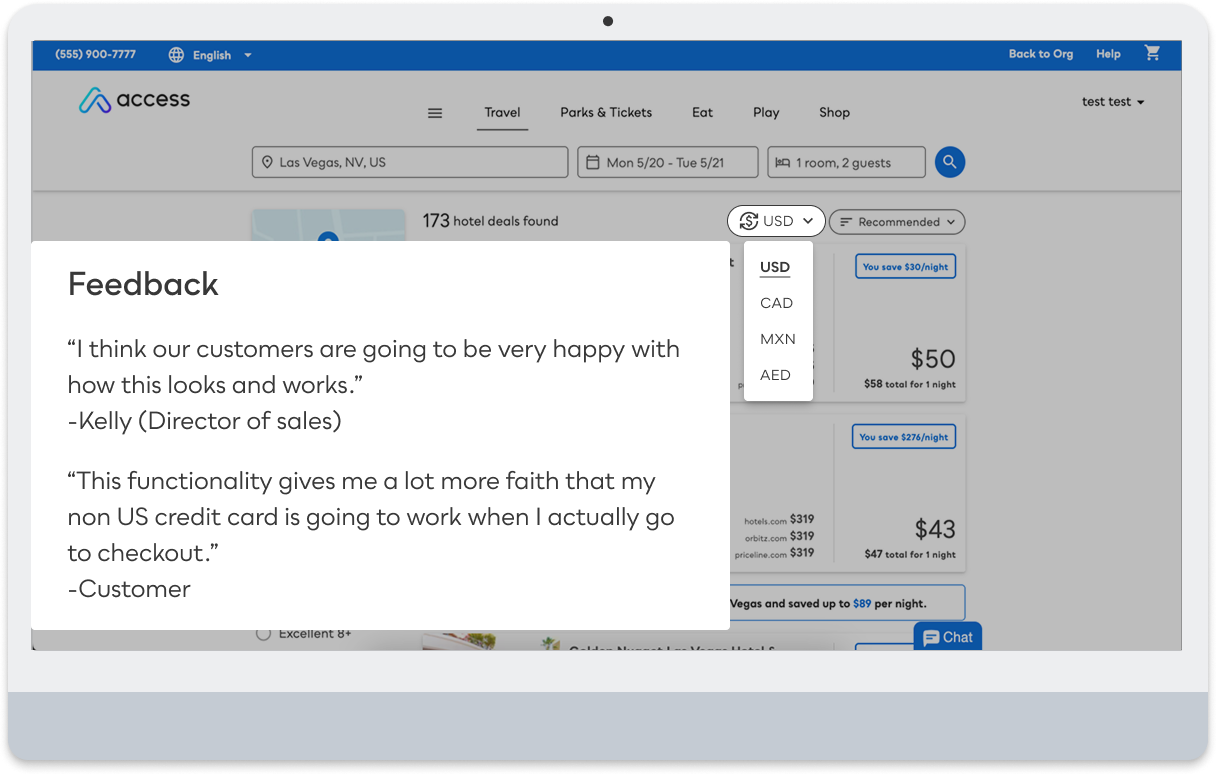 (555) 900-7777 English Back to Org Help
access
Travel Parks & Tickets Eat Play Shop
test test
Las Vegas, NV, US Mon 5/20 - Tue 5/21 1 room, 2 guests
173 hotel deals found
USD Recommended
USD
CAD
MXN
AED
Feedback
“I think our customers are going to be very happy with
how this looks and works.”
-Kelly (Director of sales)
“This functionality gives me a lot more faith that my
non US credit card is going to work when I actually go
to checkout.”
-Customer
You save $30/night
$50
$58 total for 1 night
You save $276/night
hotels.com $319
orbitz.com $319
priceline.com $319
$43
$47 total for 1 night
Vegas and saved up to $89 per night.
Excellent 8+
Golden Nugget Las Vegas Hotel &
Chat